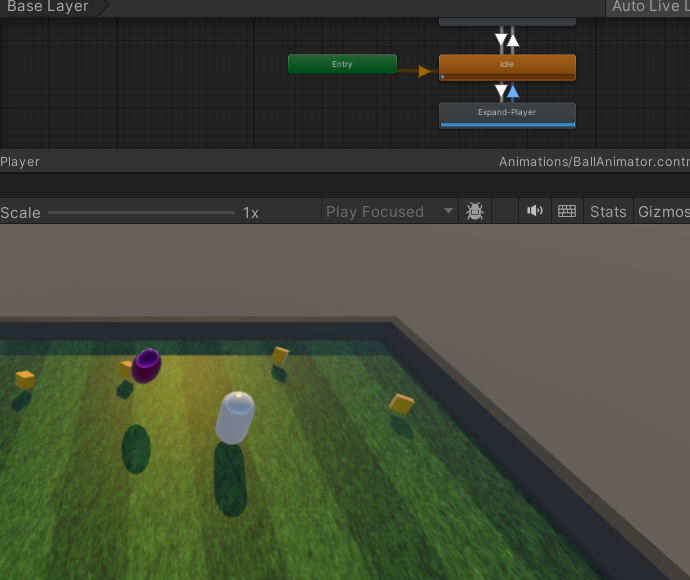 Base Layer
Auto Live L
Entry
Idle
Expand-Player
Player
Animations/BallAnimator.contr
Scale
1x
Play Focused
Stats
Gizmos